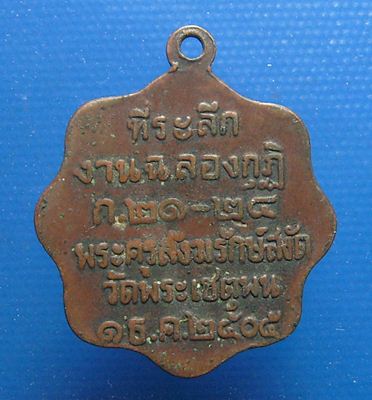 ที่ระลึก
งานฉลองกุฏิ
ก.๒๑-๒๔
พระครูสังฆรักษ์สงัด
วัดพระเชตุพน
๑ ธ.ค.๒๕๐๕